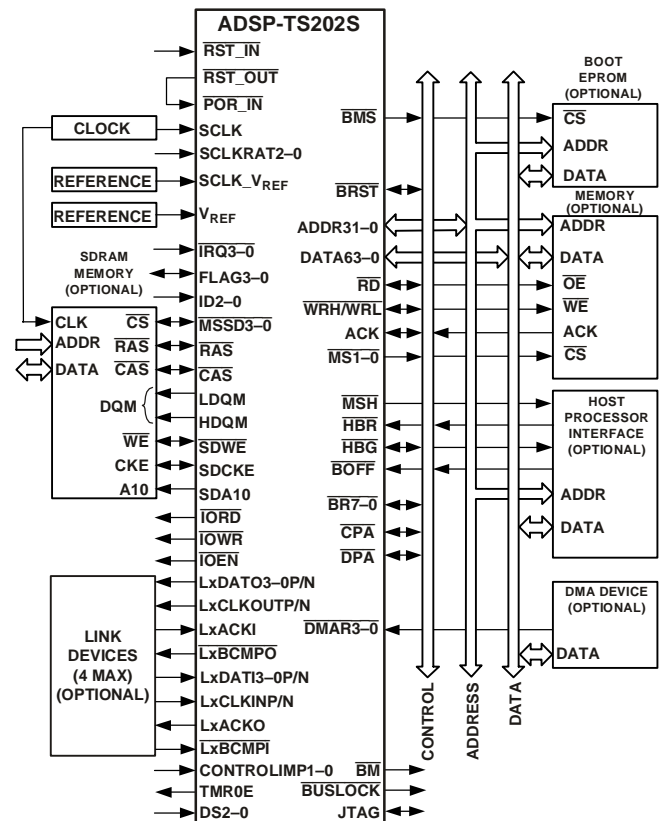 ADSP-TS202S
RST_IN
RST_OUT
POR_IN
CLOCK
SCLK
SCLKRAT2–0
REFERENCE
SCLK_VREF
REFERENCE
VREF
IRQ3–0
FLAG3–0
ID2–0
SDRAM
MEMORY
(OPTIONAL)
CLK
CS
MSSD3–0
ADDR
RAS
RAS
DATA
CAS
CAS
DQM
LDQM
HDQM
WE
SDWE
CKE
SDCKE
A10
SDA10
IORD
IOWR
IOEN
LINK
DEVICES
(4 MAX)
(OPTIONAL)
LxDATO3–0P/N
LxCLKOUTP/N
LxACKI
LxBCMPO
LxDATI3–0P/N
LxCLKINP/N
LxACKO
LxBCMPI
CONTROLIMP1–0
TMR0E
DS2–0
BMS
BRST
ADDR31–0
DATA63–0
RD
WRH/WRL
ACK
MS1–0
MSH
HBR
HBG
BOFF
BR7–0
CPA
DPA
DMAR3–0
BM
BUSLOCK
JTAG
CONTROL
ADDRESS
DATA
BOOT
EPROM
(OPTIONAL)
CS
ADDR
DATA
MEMORY
(OPTIONAL)
ADDR
DATA
OE
WE
ACK
CS
HOST
PROCESSOR
INTERFACE
(OPTIONAL)
ADDR
DATA
DMA DEVICE
(OPTIONAL)
DATA